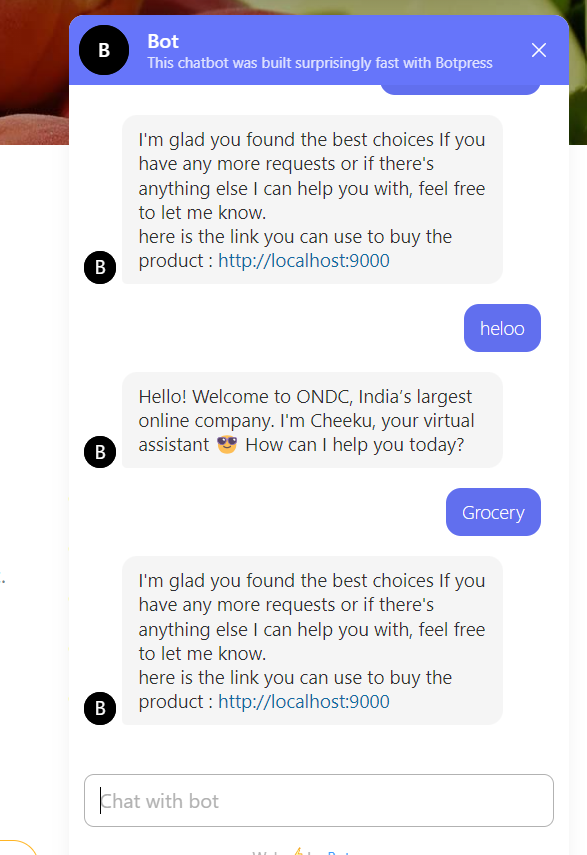 B
Bot
This chatbot was built surprisingly fast with Botpress
I'm glad you found the best choices If you
have any more requests or if there's
anything else I can help you with, feel free
to let me know.
here is the link you can use to buy the
product : http://localhost:9000
B
heloo
Hello! Welcome to ONDC, India’s largest
online company. I'm Cheeku, your virtual
assistant 😎 How can I help you today?
B
Grocery
I'm glad you found the best choices If you
have any more requests or if there's
anything else I can help you with, feel free
to let me know.
here is the link you can use to buy the
product : http://localhost:9000
B
Chat with bot